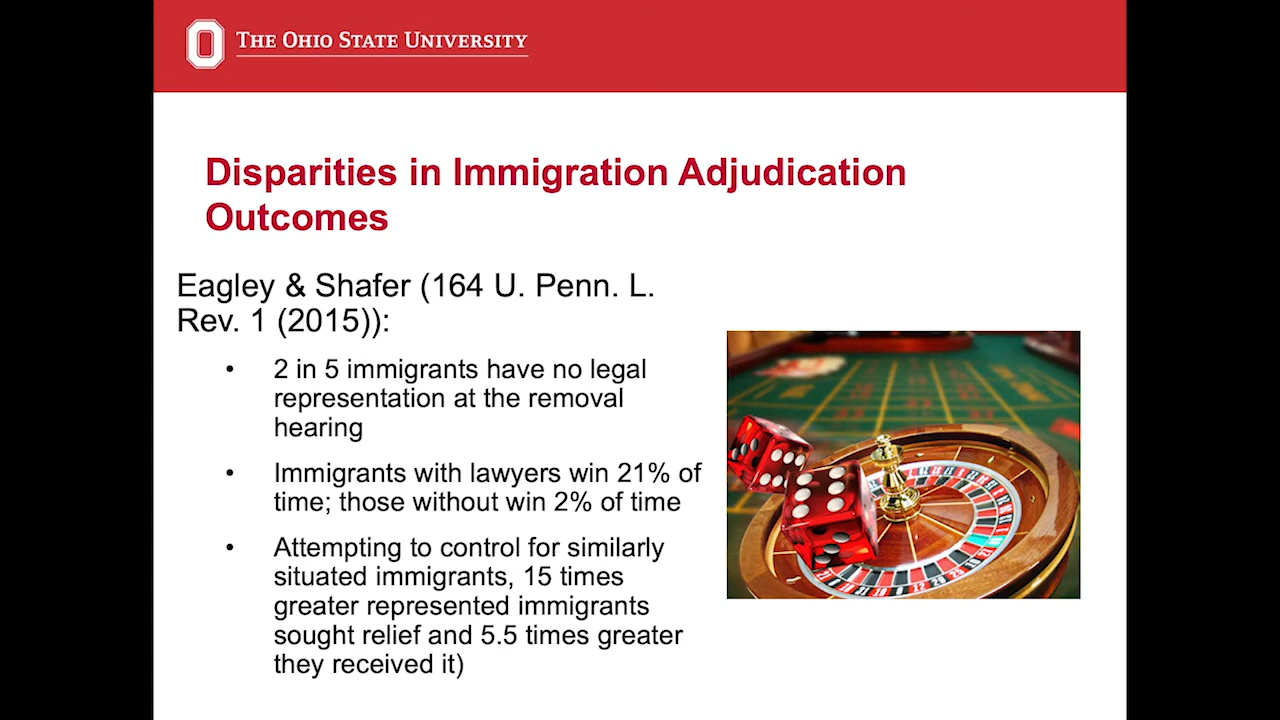 THE OHIO STATE UNIVERSITY
Disparities in Immigration Adjudication
Outcomes
Eagley & Shafer (164 U. Penn. L.
Rev. 1 (2015)):
• 2 in 5 immigrants have no legal
representation at the removal
hearing
• Immigrants with lawyers win 21% of
time; those without win 2% of time
• Attempting to control for similarly
situated immigrants, 15 times
greater represented immigrants
sought relief and 5.5 times greater
they received it)